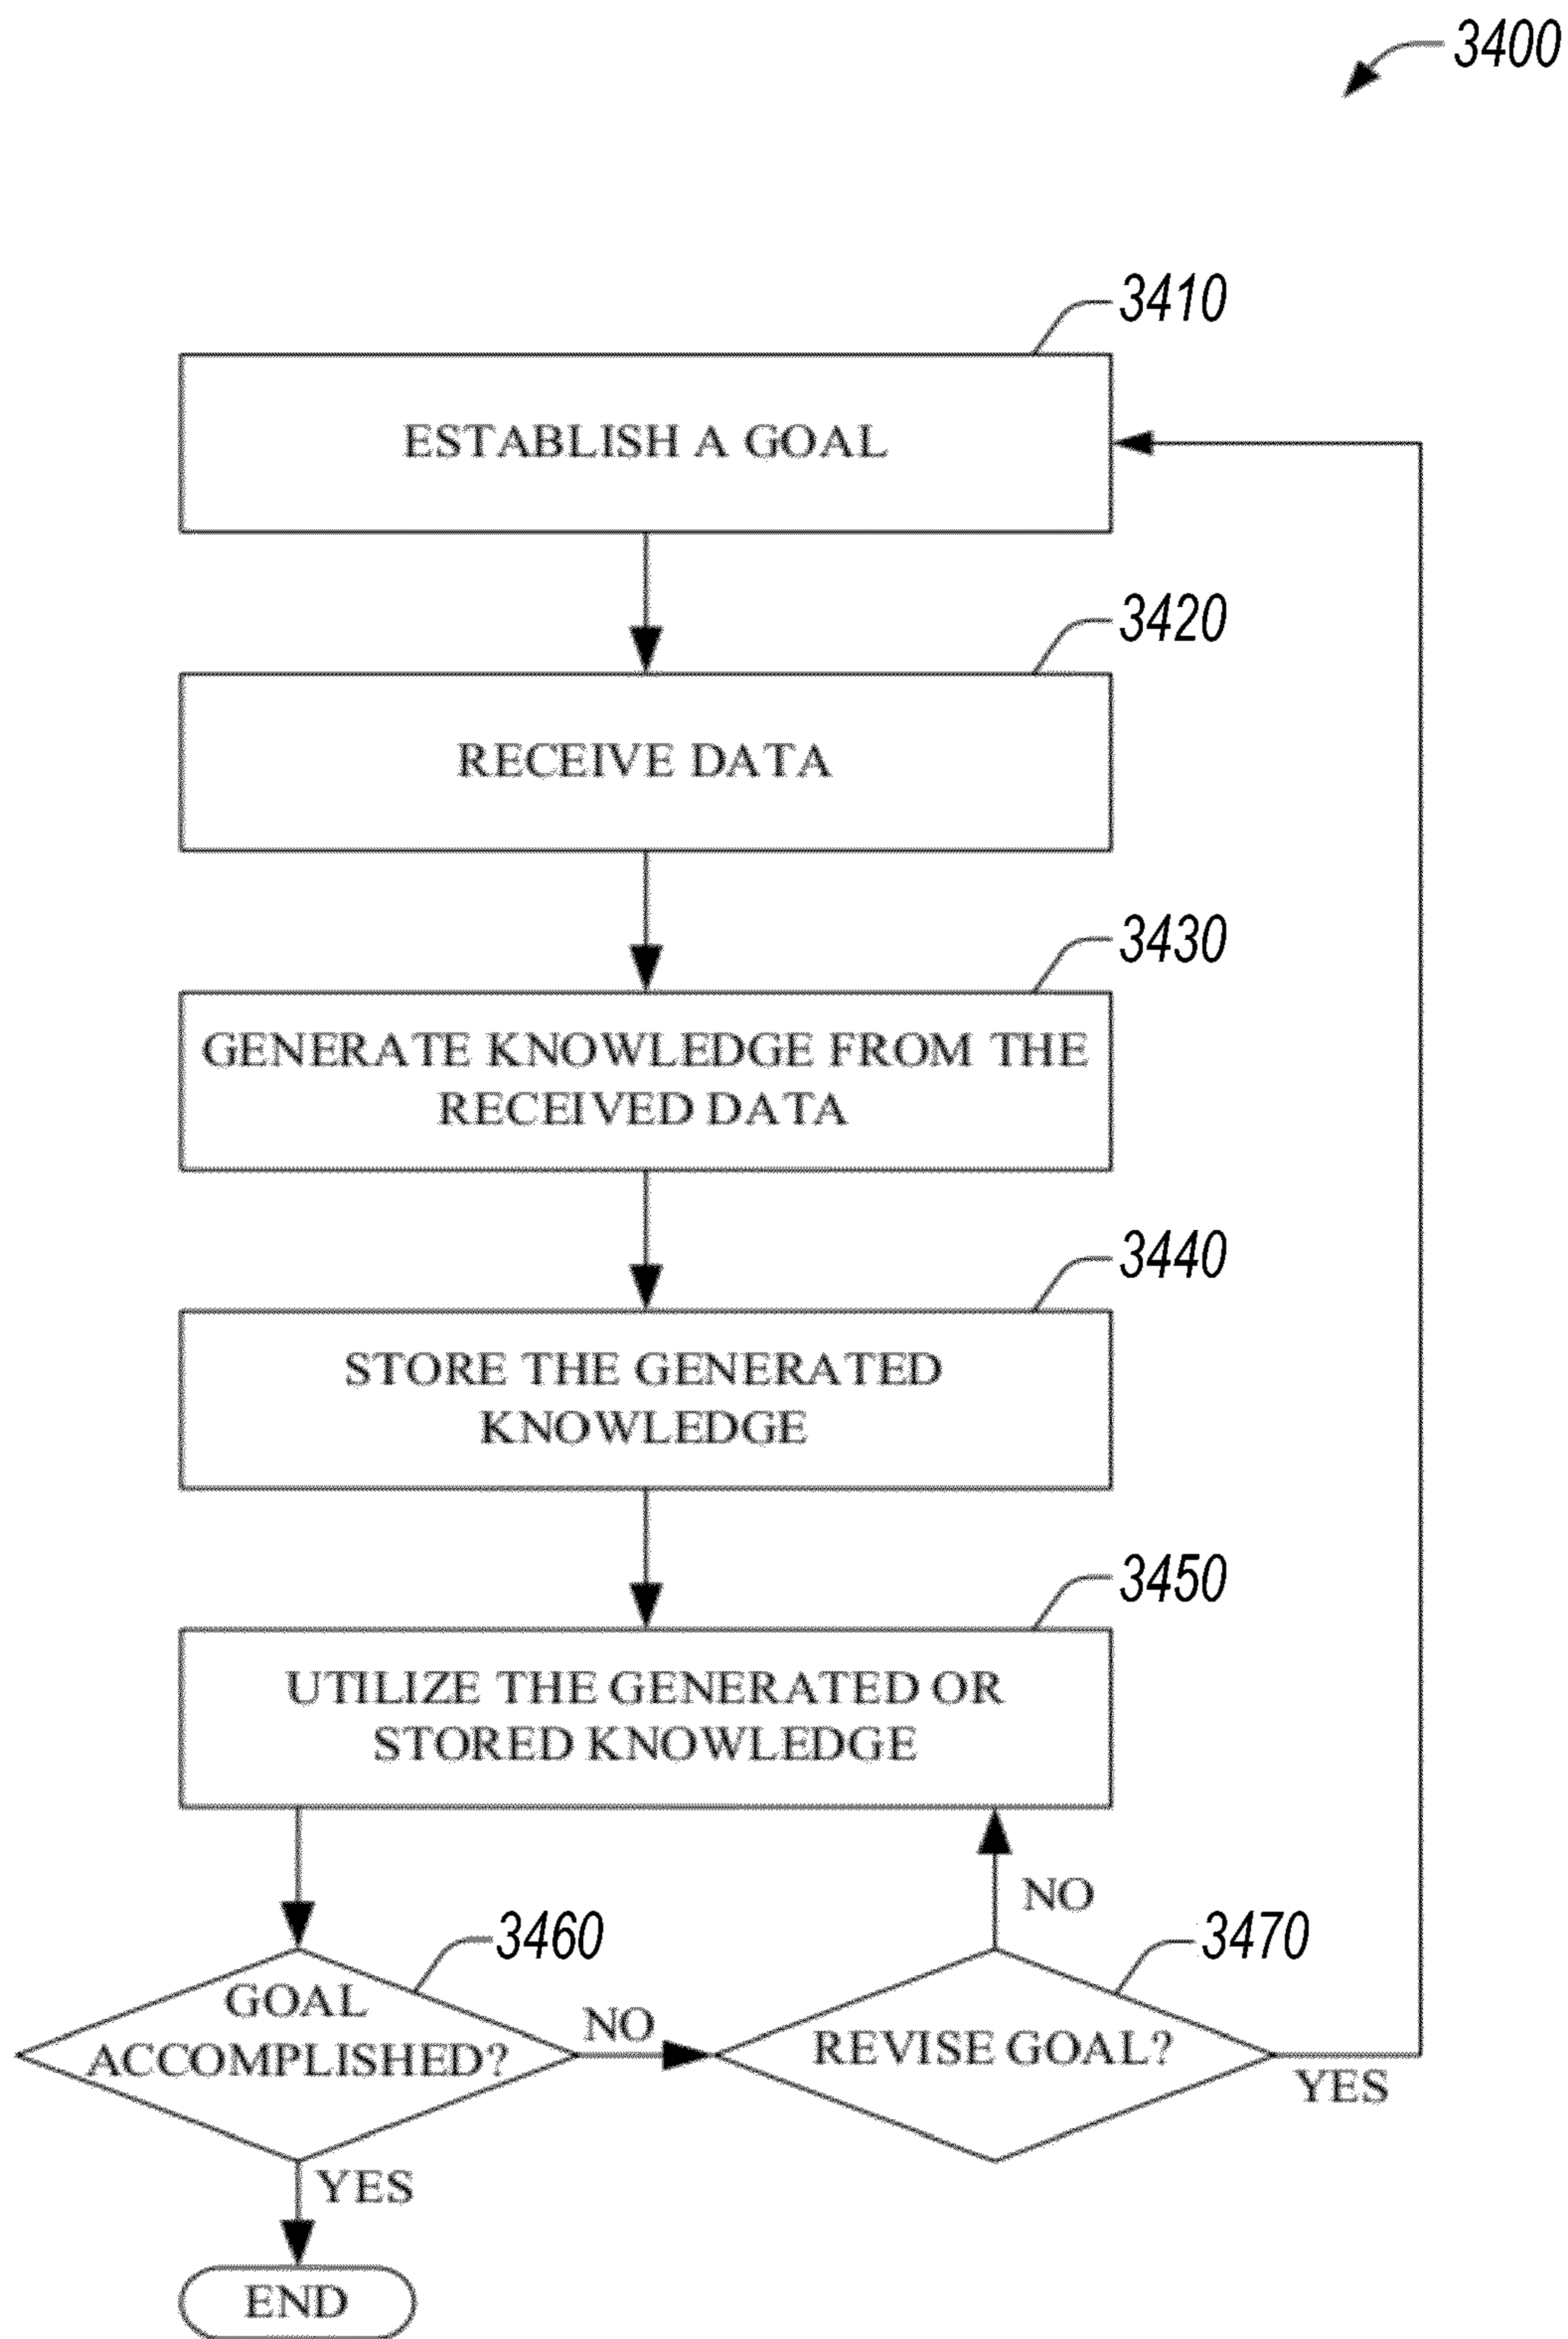 3400
3410
ESTABLISH A GOAL
3420
RECEIVE DATA
3430
GENERATE KNOWLEDGE FROM THE
RECEIVED DATA
3440
STORE THE GENERATED
KNOWLEDGE
3450
UTILIZE THE GENERATED OR
STORED KNOWLEDGE
NO
3460
3470
GOAL
ACCOMPLISHED?
NO
REVISE GOAL?
YES
YES
END